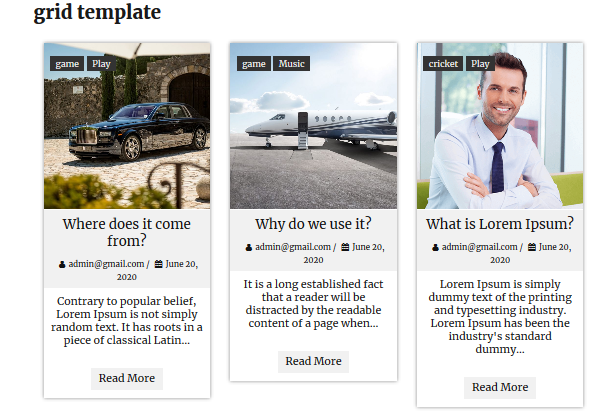 grid template
game Play
Where does it come
from?
admin@gmail.com / June 20,
2020
Contrary to popular belief,
Lorem Ipsum is not simply
random text. It has roots in a
piece of classical Latin...
Read More
game Music
Why do we use it?
admin@gmail.com / June 20,
2020
It is a long established fact
that a reader will be
distracted by the readable
content of a page when...
Read More
cricket Play
What is Lorem Ipsum?
admin@gmail.com / June 20,
2020
Lorem Ipsum is simply
dummy text of the printing
and typesetting industry.
Lorem Ipsum has been the
industry's standard
dummy...
Read More